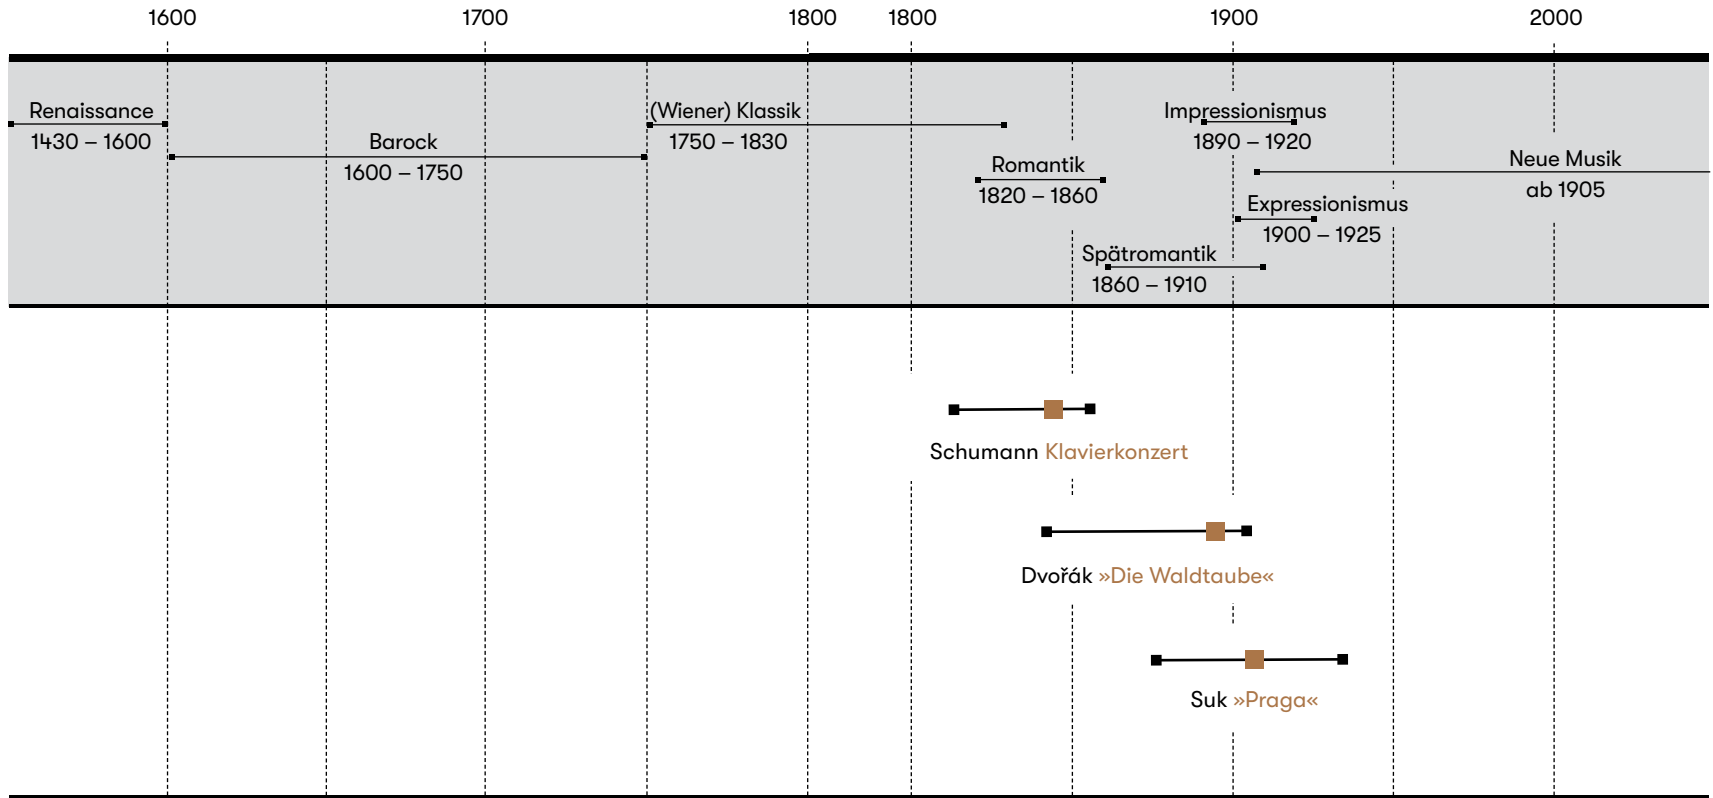 1600 1700 1800 1800 1900 2000
Renaissance
1430 – 1600
Barock
1600 – 1750
(Wiener) Klassik
1750 – 1830
Romantik
1820 – 1860
Spätromantik
1860 – 1910
Impressionismus
1890 – 1920
Expressionismus
1900 – 1925
Neue Musik
ab 1905
Schumann Klavierkonzert
Dvořák »Die Waldtaube«
Suk »Praga«